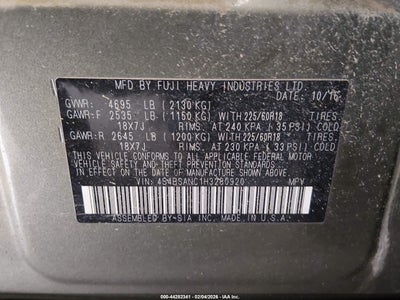 MFD BY FUJI HEAVY INDUSTRIES LTD.
DATE: 10/16
GVWR: 4695 LB (2130 KG)
GAWR:F 2535 LB (1150 KG) WITH 225/60R18 TIRES,
18X7J RIMS, AT 240 KPA (35 PSI) COLD
GAWR:R 2645 LB (1200 KG) WITH 225/60R18 TIRES,
18X7J RIMS, AT 230 KPA (33 PSI) COLD
THIS VEHICLE CONFORMS TO ALL APPLICABLE U.S. FEDERAL MOTOR
VEHICLE SAFETY STANDARDS IN EFFECT ON THE DATE OF
MANUFACTURE SHOWN ABOVE.
VIN: 4S4BSANC1H3280920 MPV
ASSEMBLED BY SIA INC. MADE IN U.S.A.
IAA 000-44282341 - 02/04/2026 - IAAI.COM